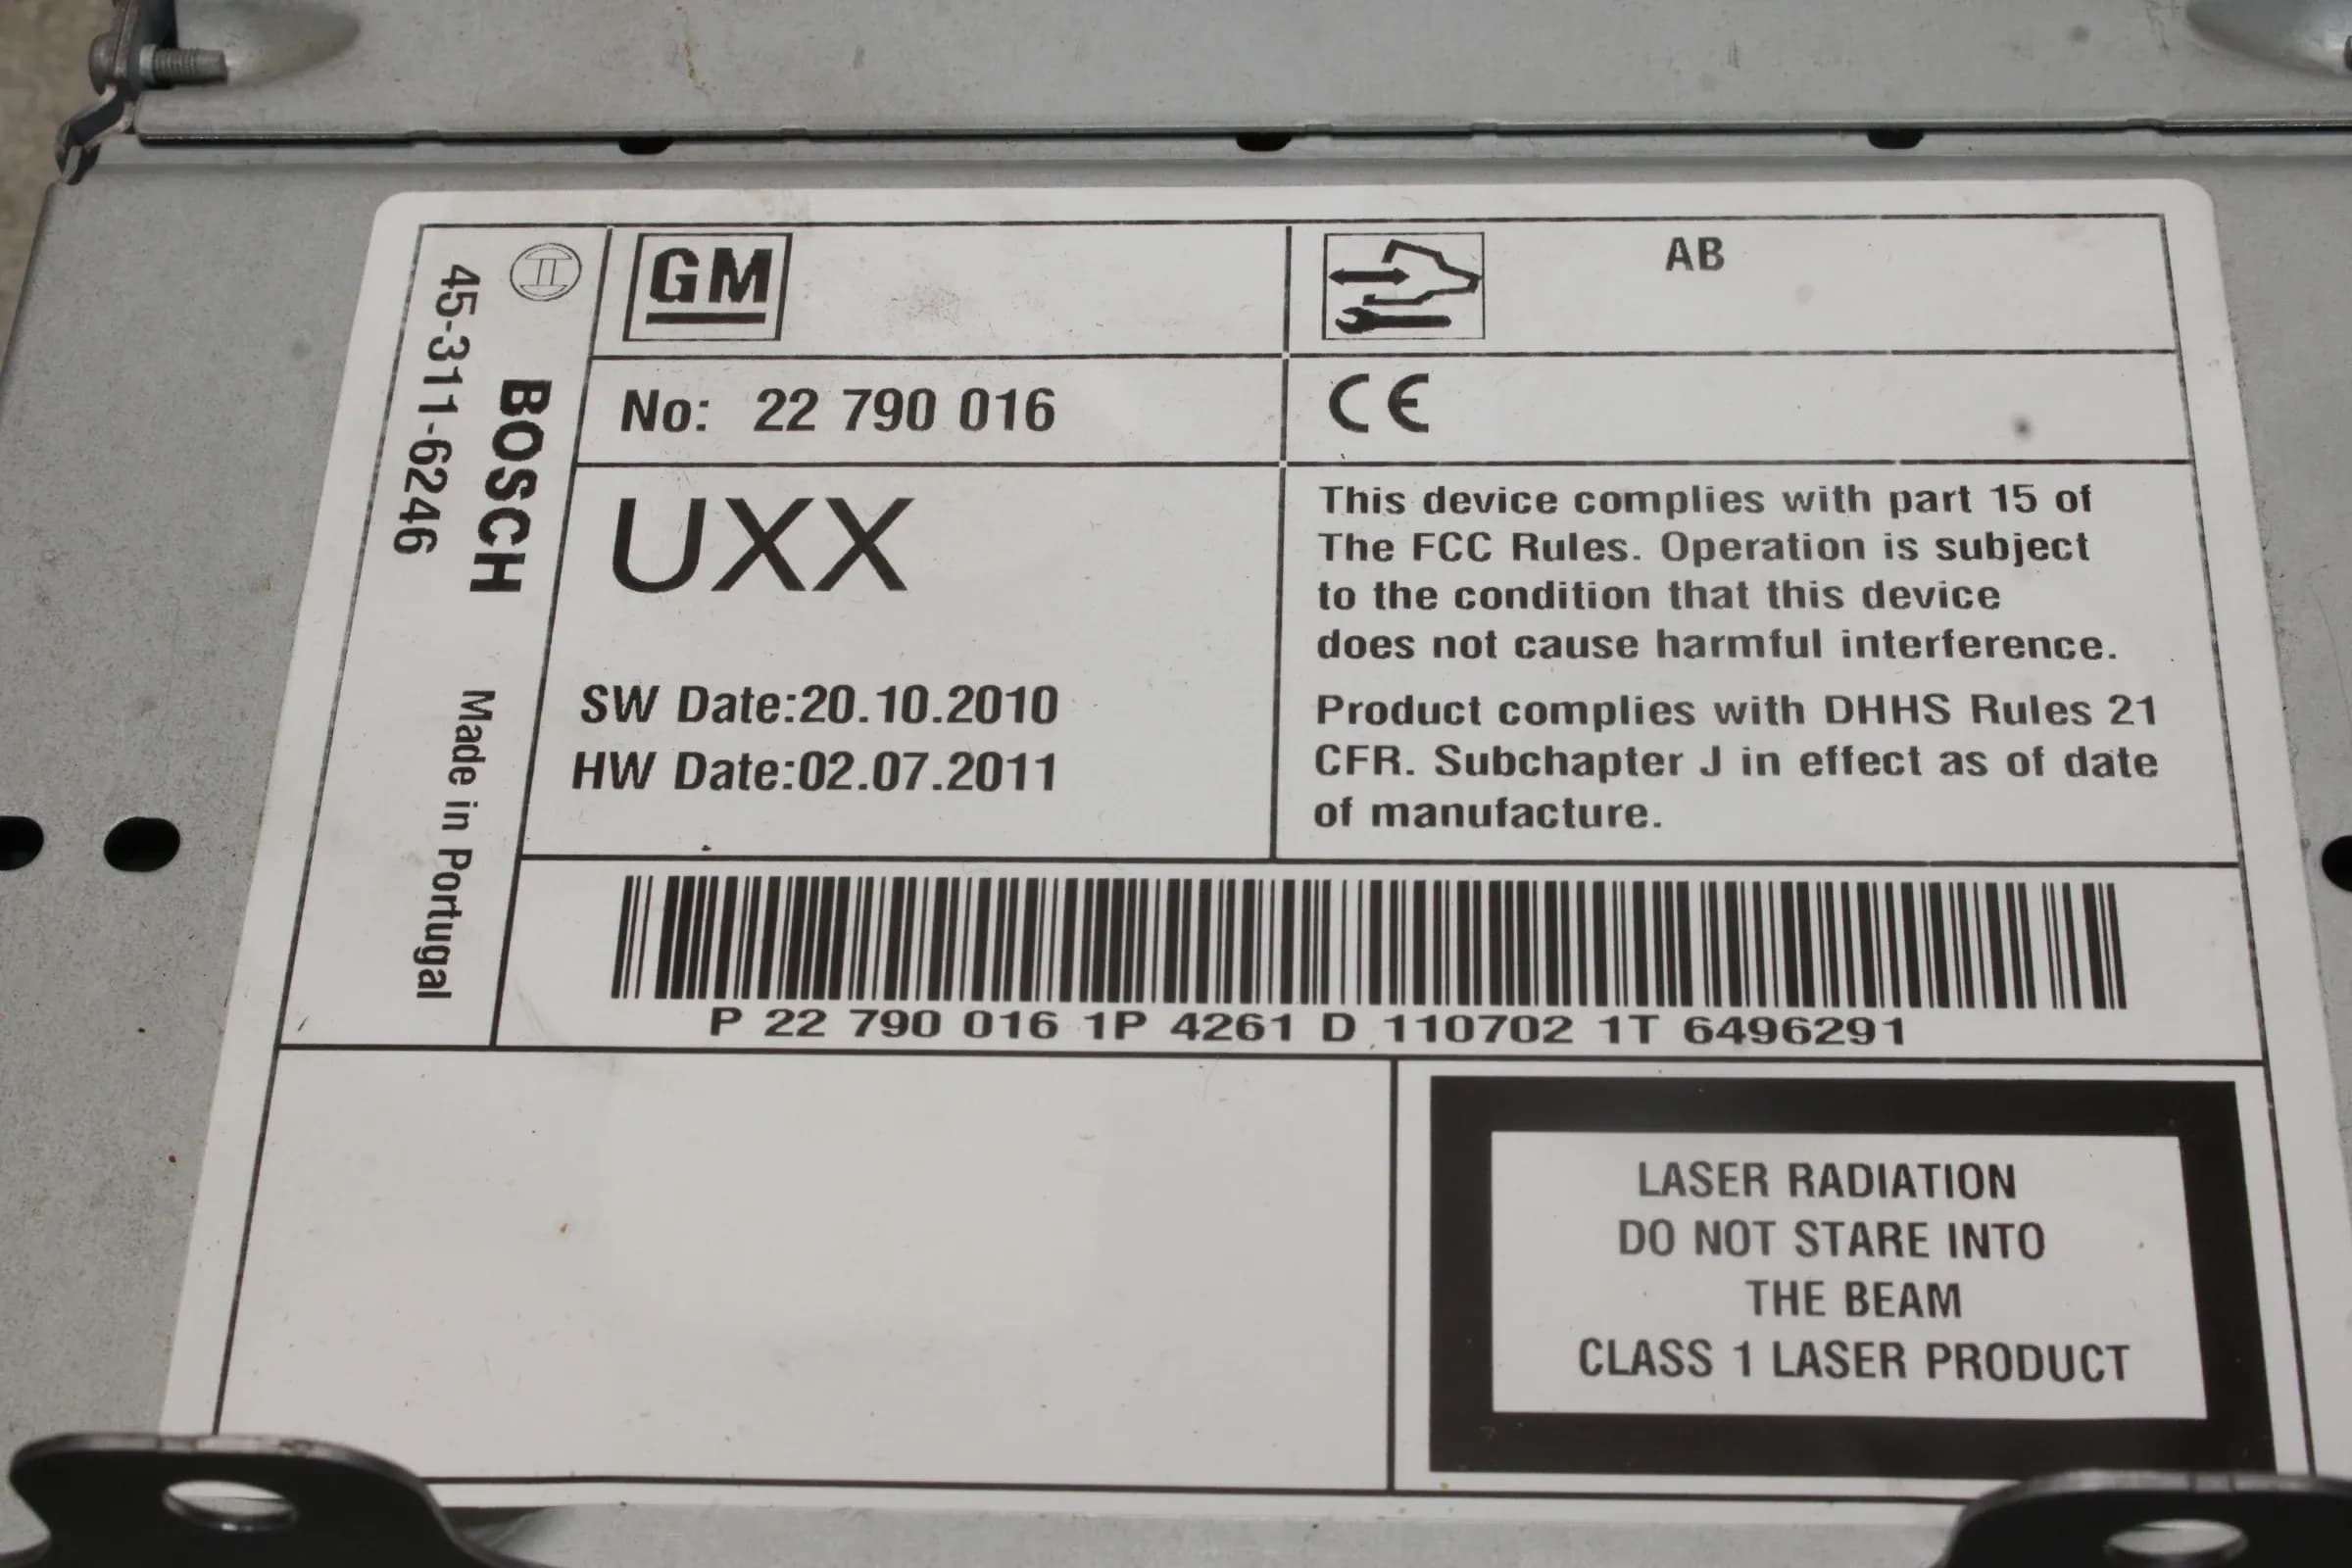 45-311-6246
BOSCH
Made in Portugal
GM
AB
No: 22 790 016
CE
UXX
SW Date:20.10.2010
HW Date:02.07.2011
This device complies with part 15 of
The FCC Rules. Operation is subject
to the condition that this device
does not cause harmful interference.
Product complies with DHHS Rules 21
CFR. Subchapter J in effect as of date
of manufacture.
P 22 790 016 1P 4261 D 110702 1T 6496291
LASER RADIATION
DO NOT STARE INTO
THE BEAM
CLASS 1 LASER PRODUCT